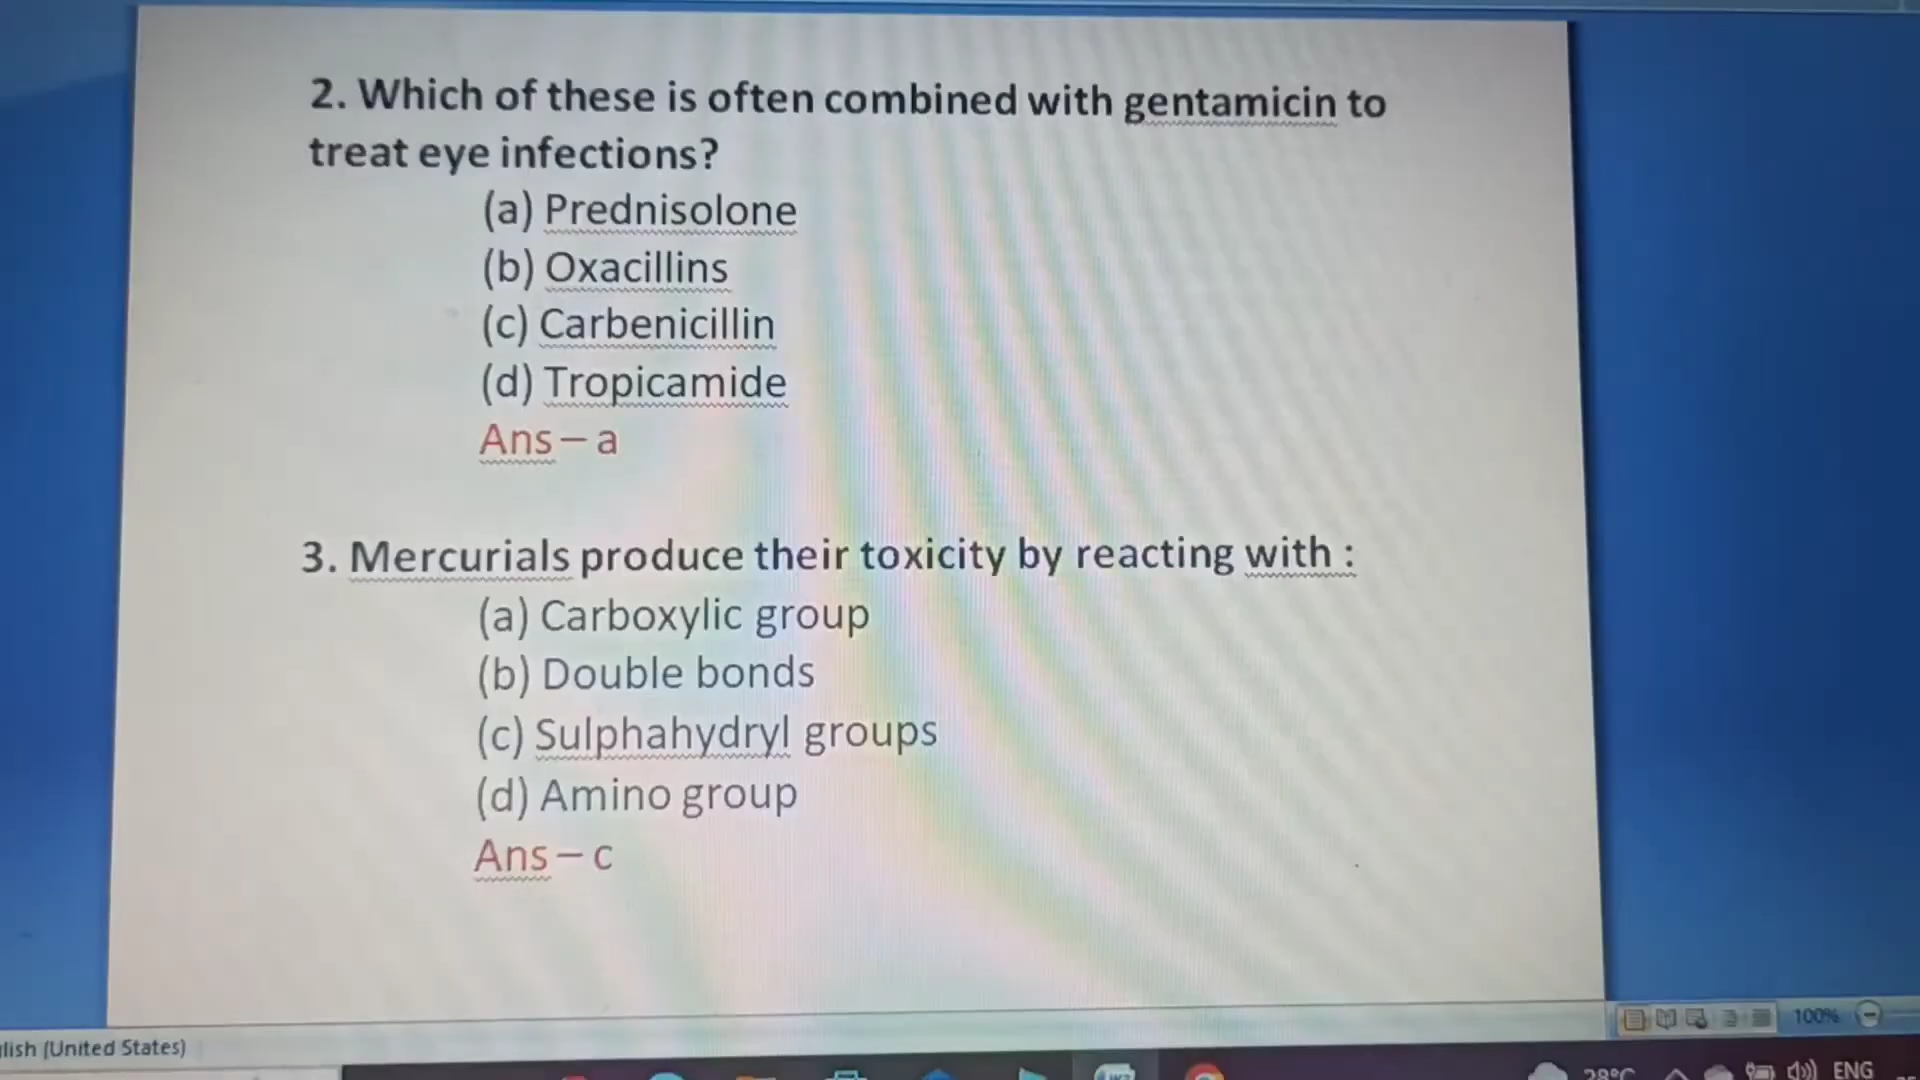 2. Which of these is often combined with gentamicin to
treat eye infections?
(a) Prednisolone
(b) Oxacillins
(c) Carbenicillin
(d) Tropicamide
Ans – a
3. Mercurials produce their toxicity by reacting with :
(a) Carboxylic group
(b) Double bonds
(c) Sulphahydryl groups
(d) Amino group
Ans – c
100%
lish (United States)
28°C
ENG